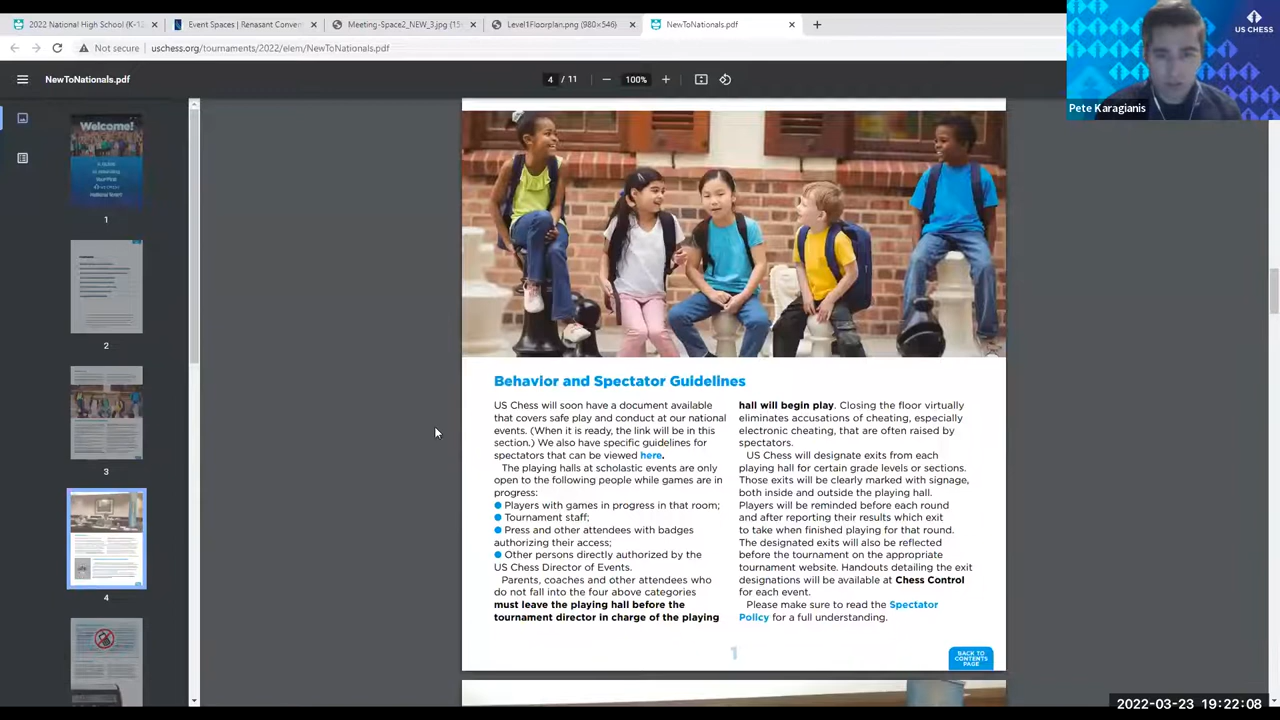 2022 National High School (K-12
Event Spaces | Renasant Conven
Meeting-Space2_NEW_3.jpg (15
Level1Floorplan.png (980×546)
NewToNationals.pdf
Not secure
uschess.org/tournaments/2022/elem/NewToNationals.pdf
NewToNationals.pdf
4 / 11
100%
US CHESS
Pete Karagianis
Welcome!
1
2
3
4
Behavior and Spectator Guidelines
US Chess will soon have a document available
that covers safe play and conduct at our national
events. (When it is ready, the link will be in this
section.) We also have specific guidelines for
spectators that can be viewed here.
The playing halls at scholastic events are only
open to the following people while games are in
progress:
● Players with games in progress in that room;
● Tournament staff;
● Press and other attendees with badges
authorizing their access;
● Other persons directly authorized by the
US Chess Director of Events.
Parents, coaches and other attendees who
do not fall into the four above categories
must leave the playing hall before the
tournament director in charge of the playing
hall will begin play. Closing the floor virtually
eliminates accusations of cheating, especially
electronic cheating, that are often raised by
spectators.
US Chess will designate exits from each
playing hall for certain grade levels or sections.
Those exits will be clearly marked with signage,
both inside and outside the playing hall.
Players will be reminded before each round
and after reporting their results which exit
to take when finished playing for that round.
The designated exits will also be reflected
before the tournament on the appropriate
tournament website. Handouts detailing the exit
designations will be available at Chess Control
for each event.
Please make sure to read the Spectator
Policy for a full understanding.
1
BACK TO
CONTENTS
PAGE
2022-03-23 19:22:08